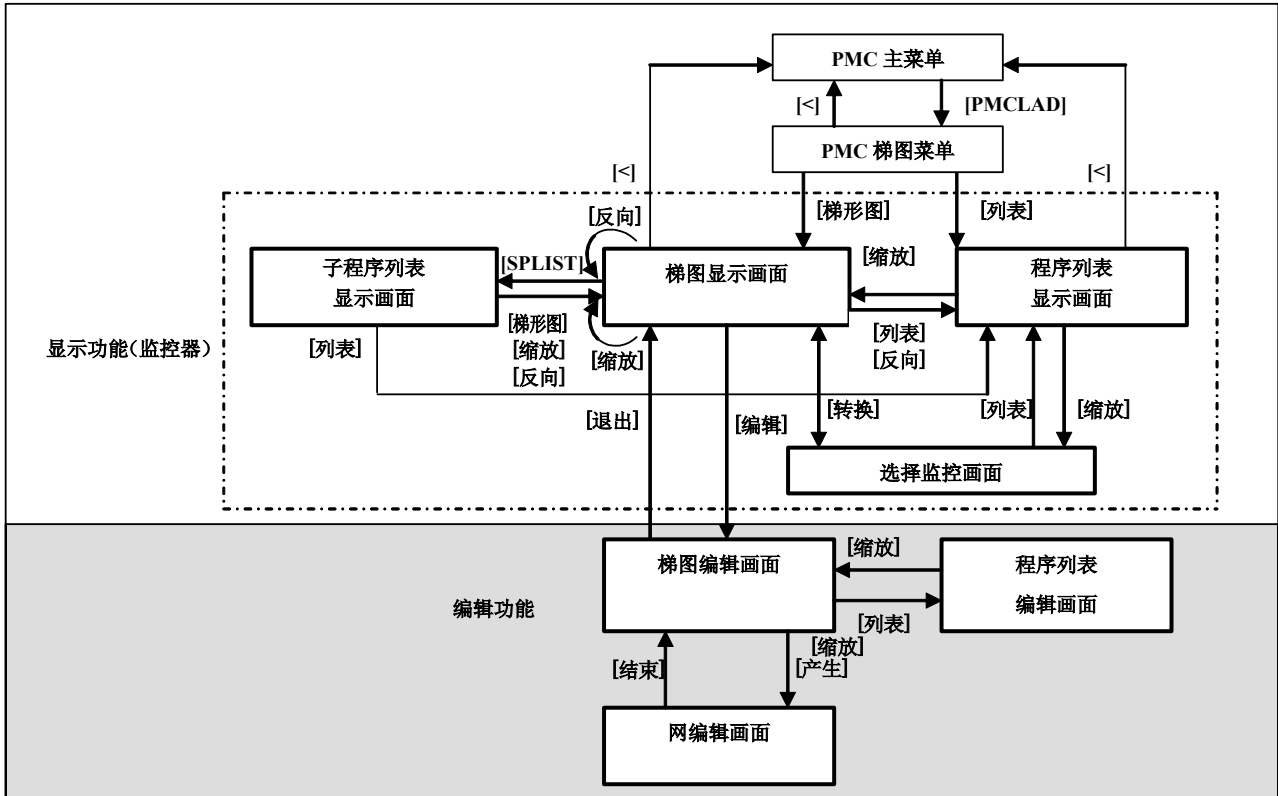 PMC 主菜单
[<]
[PMCLAD]
PMC 梯图菜单
[<]
[<]
[反向]
[梯形图]
[列表]
子程序列表
显示画面
[SPLIST]
梯图显示画面
[缩放]
程序列表
显示画面
显示功能（监控器）
[列表]
[梯形图]
[缩放]
[反向]
[缩放]
[列表]
[反向]
[退出]
[编辑]
[转换]
[列表]
[缩放]
选择监控画面
编辑功能
梯图编辑画面
[缩放]
程序列表
编辑画面
[列表]
[结束]
[缩放]
[产生]
网编辑画面